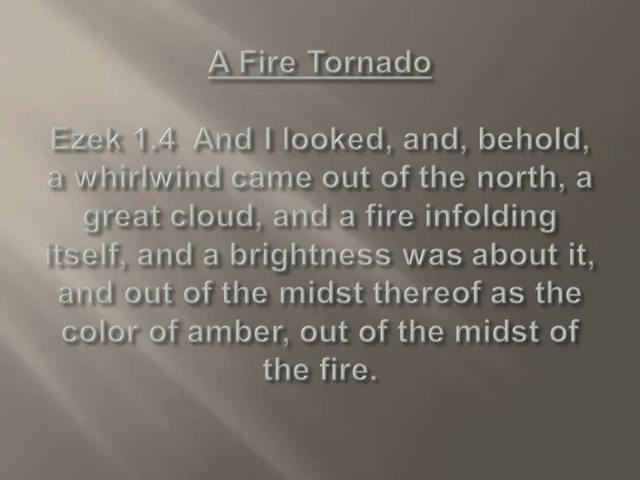 A Fire Tornado
Ezek 1.4  And I looked, and, behold,
a whirlwind came out of the north, a
great cloud, and a fire infolding
itself, and a brightness was about it,
and out of the midst thereof as the
color of amber, out of the midst of
the fire.